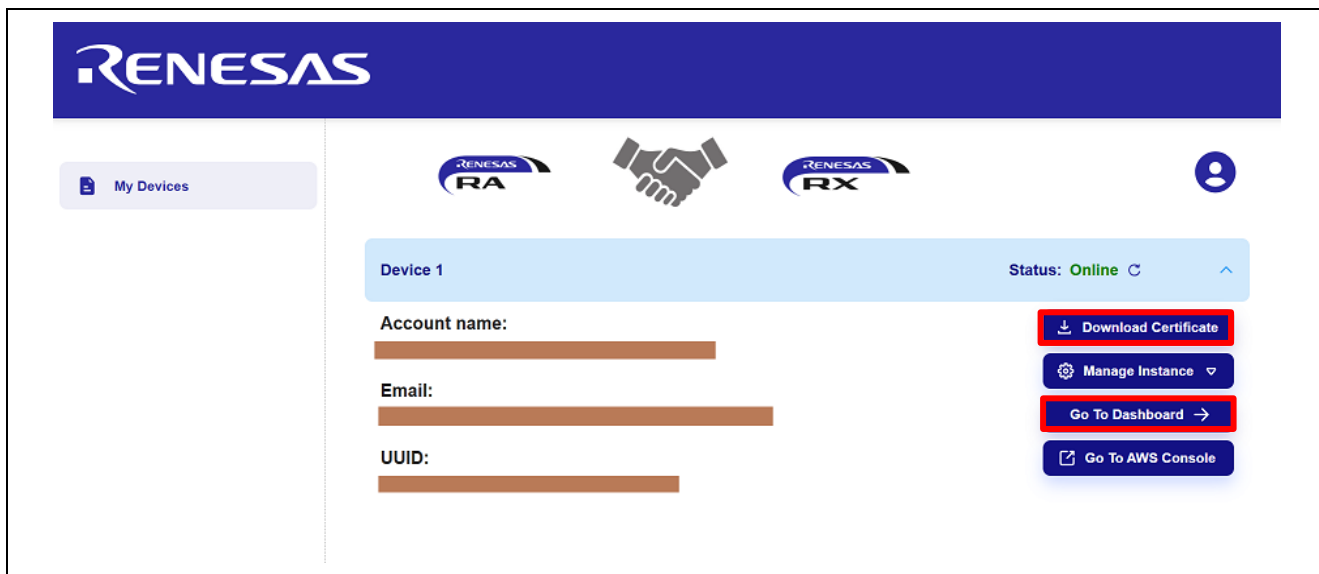 RENESAS
My Devices
RENESAS
RA
RENESAS
RX
Device 1
Status: Online
Account name:
Download Certificate
Manage Instance
Email:
Go To Dashboard
UUID:
Go To AWS Console